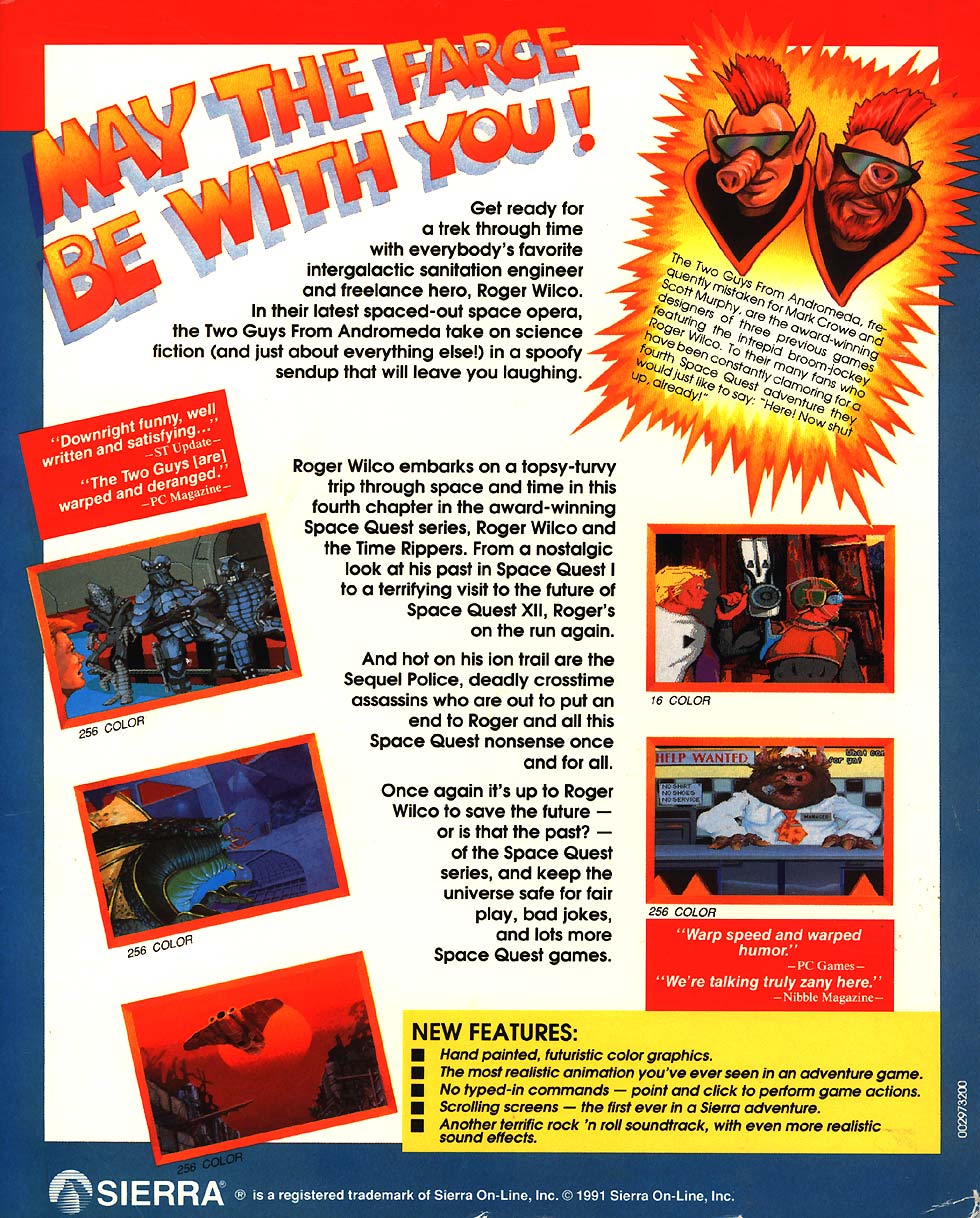 MAY THE FARCE
BE WITH YOU!
Get ready for
a trek through time
with everybody's favorite
intergalactic sanitation engineer
and freelance hero, Roger Wilco.
In their latest spaced-out space opera,
the Two Guys From Andromeda take on science
fiction (and just about everything else!) in a spoofy
sendup that will leave you laughing.
The Two Guys From Andromeda, fre-
quently mistaken for Mark Crowe and
Scott Murphy, are the award-winning
designers of three previous games
featuring the intrepid broom-jockey
Roger Wilco. To their many fans who
have been constantly clamoring for a
fourth Space Quest adventure they
would just like to say: "Here! Now shut
up, already!"
"Downright funny, well
written and satisfying..."
—ST Update—
"The Two Guys [are]
warped and deranged."
—PC Magazine—
Roger Wilco embarks on a topsy-turvy
trip through space and time in this
fourth chapter in the award-winning
Space Quest series, Roger Wilco and
the Time Rippers. From a nostalgic
look at his past in Space Quest I
to a terrifying visit to the future of
Space Quest XII, Roger's
on the run again.
And hot on his ion trail are the
Sequel Police, deadly crosstime
assassins who are out to put an
end to Roger and all this
Space Quest nonsense once
and for all.
Once again it's up to Roger
Wilco to save the future —
or is that the past? —
of the Space Quest
series, and keep the
universe safe for fair
play, bad jokes,
and lots more
Space Quest games.
256 COLOR
256 COLOR
256 COLOR
16 COLOR
HELP WANTED
NO SHIRT
NO SHOES
NO SERVICE
MANAGER
for ya?
256 COLOR
"Warp speed and warped
humor."
—PC Games—
"We're talking truly zany here."
—Nibble Magazine—
NEW FEATURES:
■ Hand painted, futuristic color graphics.
■ The most realistic animation you've ever seen in an adventure game.
■ No typed-in commands — point and click to perform game actions.
■ Scrolling screens — the first ever in a Sierra adventure.
■ Another terrific rock 'n roll soundtrack, with even more realistic
sound effects.
002973200
SIERRA® ® is a registered trademark of Sierra On-Line, Inc. © 1991 Sierra On-Line, Inc.